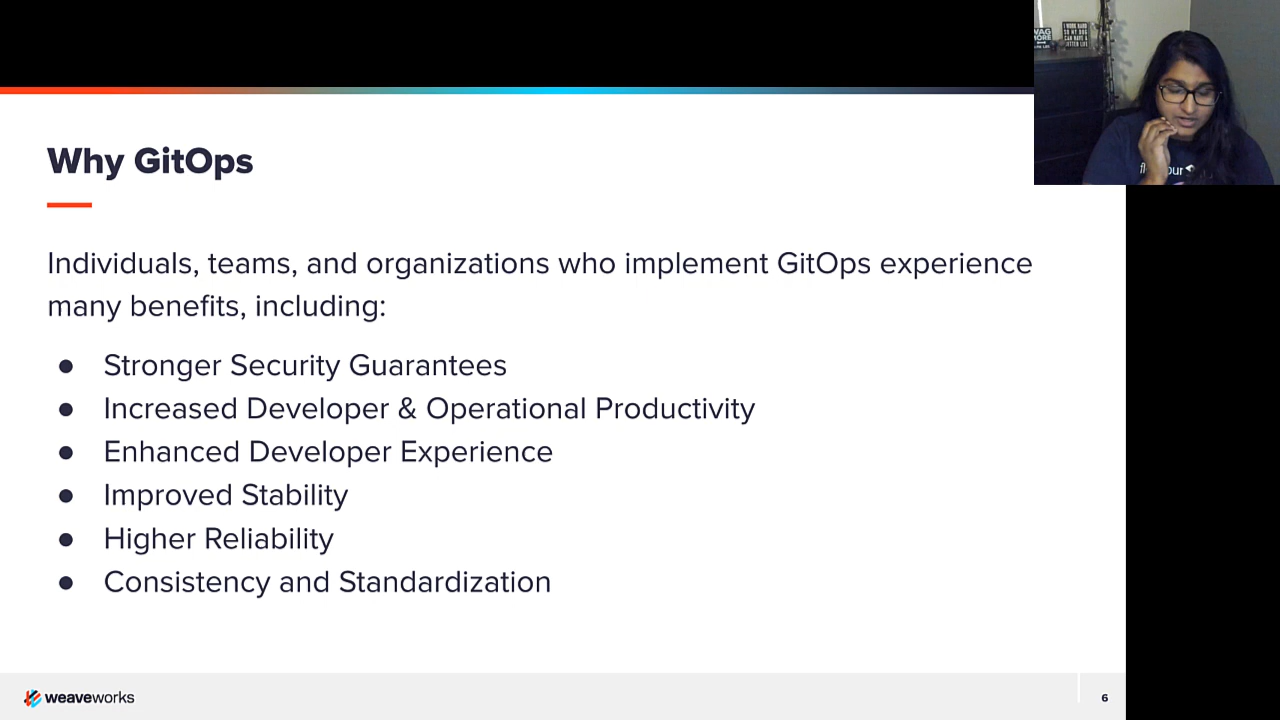 Why GitOps
Individuals, teams, and organizations who implement GitOps experience
many benefits, including:
● Stronger Security Guarantees
● Increased Developer & Operational Productivity
● Enhanced Developer Experience
● Improved Stability
● Higher Reliability
● Consistency and Standardization
weaveworks
6